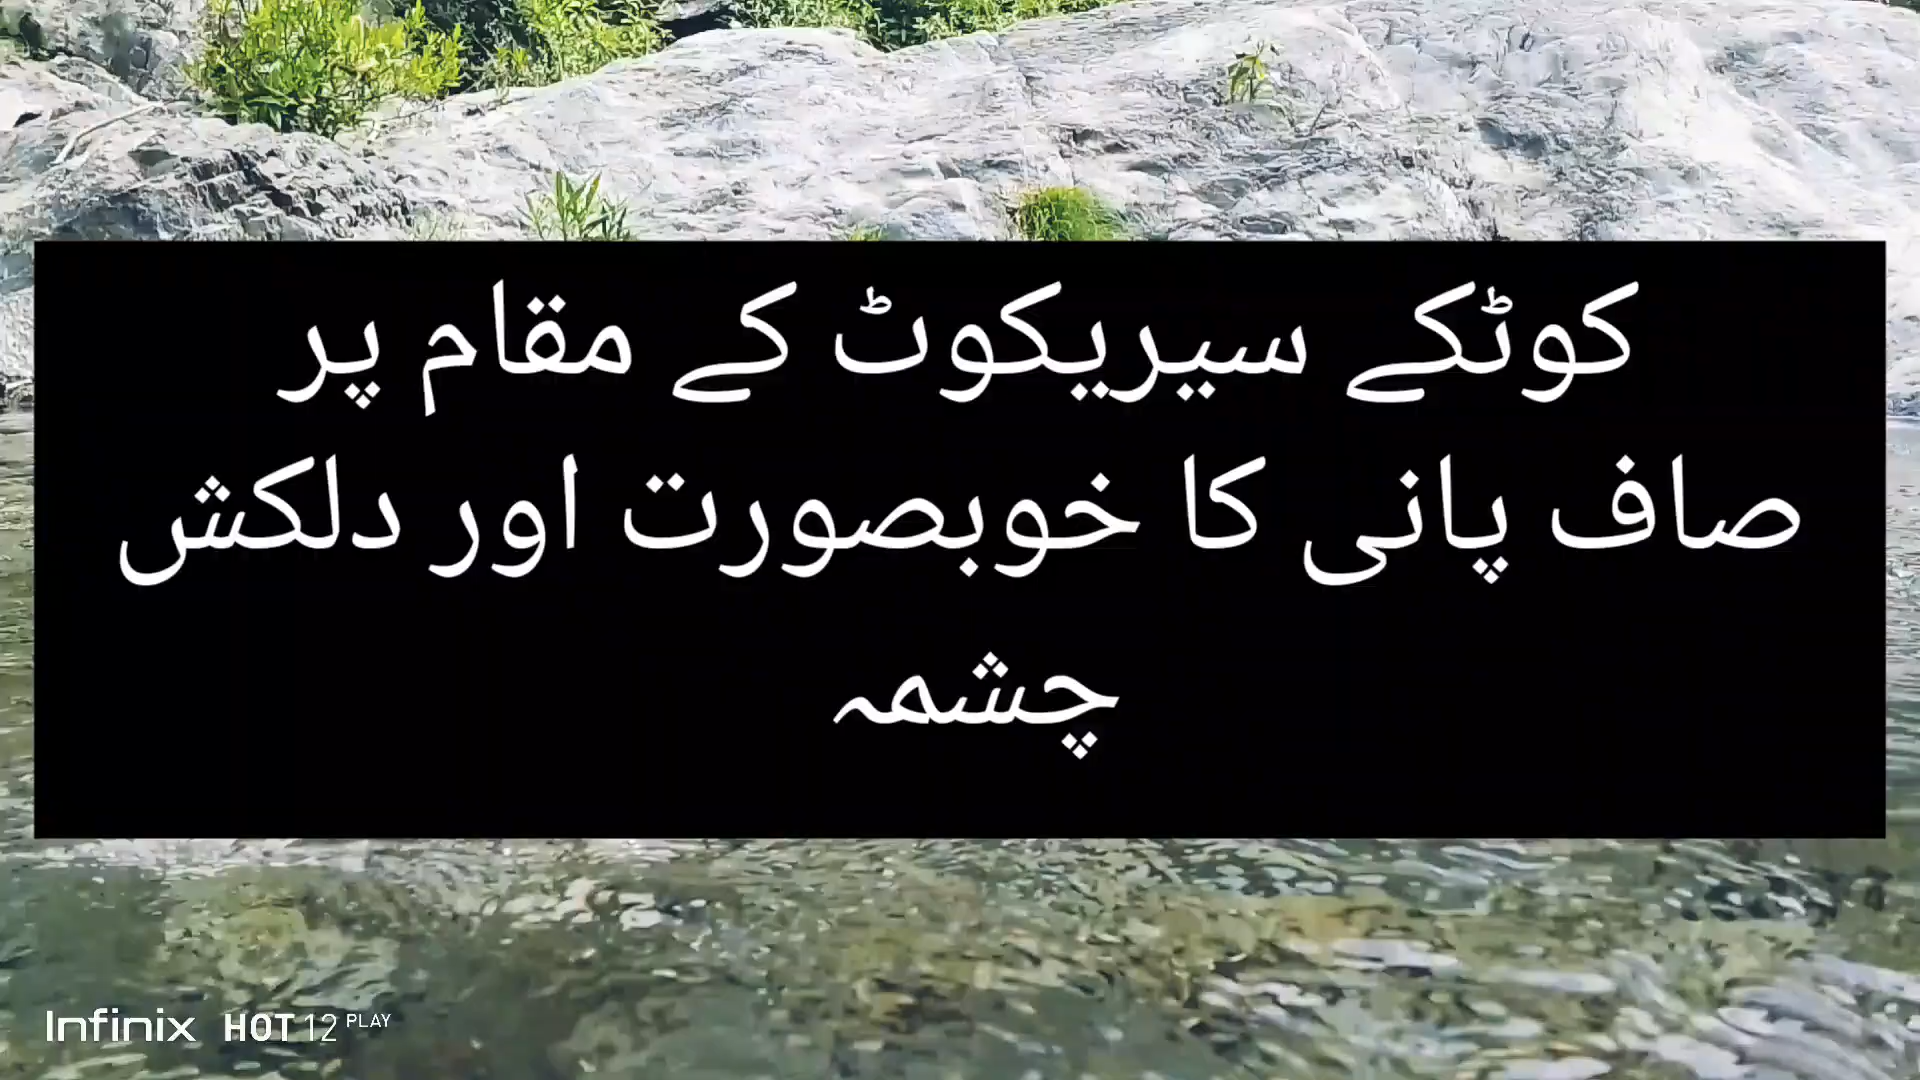 کوٹکے سیریکوٹ کے مقام پر
صاف پانی کا خوبصورت اور دلکش
چشمہ
Infinix HOT 12 PLAY